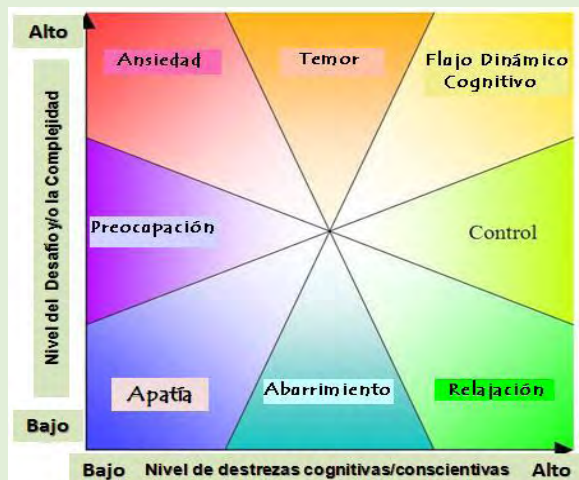 Alto
Ansiedad
Temor
Flujo Dinámico
Cognitivo
Nivel del Desafío y/o la Complejidad
Preocupación
Control
Apatía
Aburrimiento
Relajación
Bajo
Bajo
Nivel de destrezas cognitivas/conscientivas
Alto